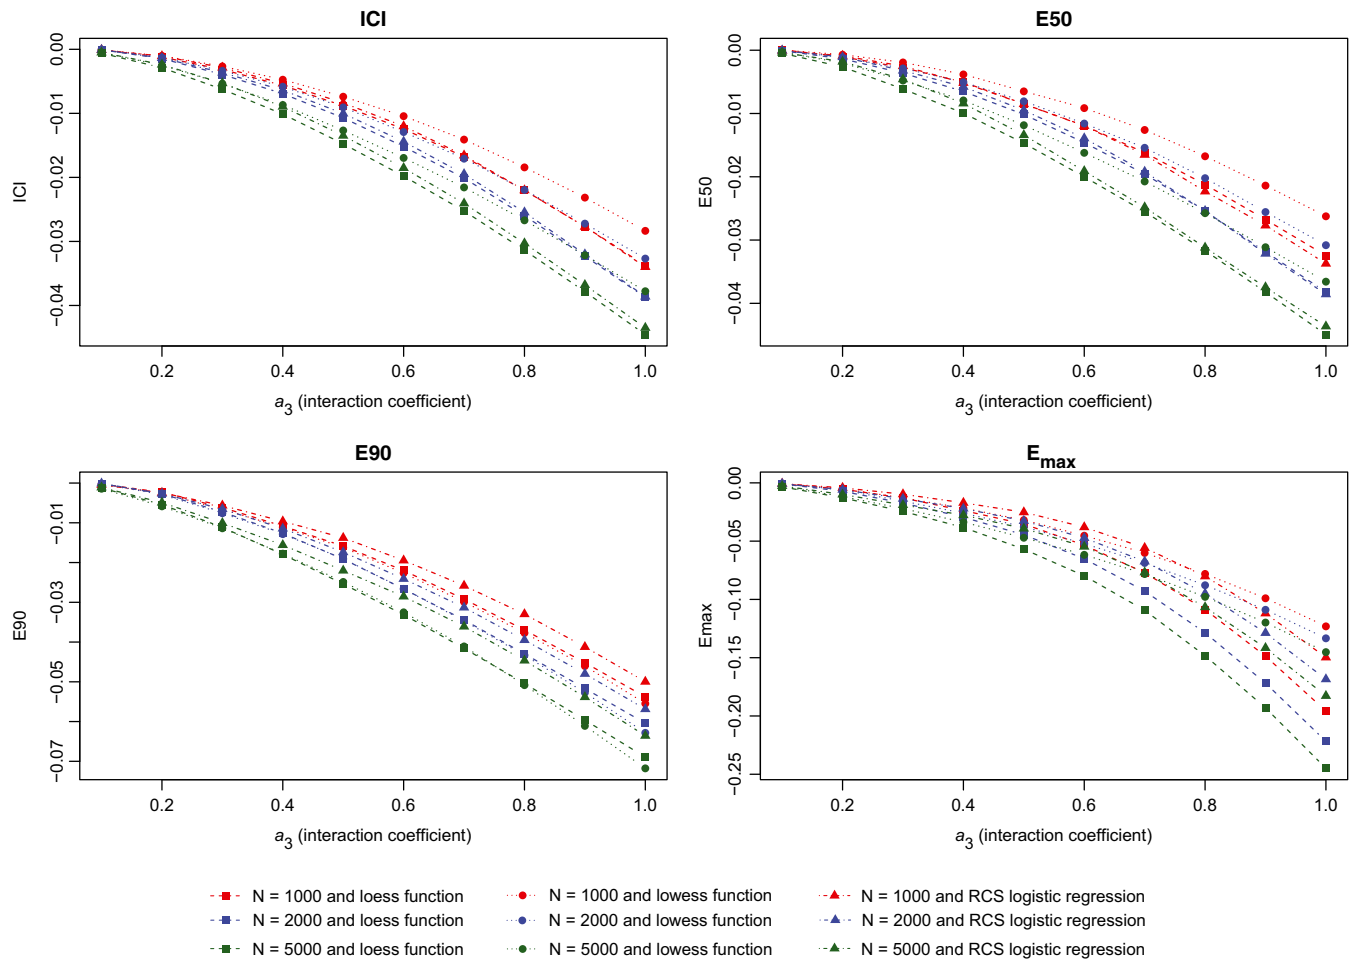 ICI
0.00
−0.01
−0.02
−0.03
−0.04
ICI
0.2 0.4 0.6 0.8 1.0
a3 (interaction coefficient)
E50
0.00
−0.01
−0.02
−0.03
−0.04
E50
0.2 0.4 0.6 0.8 1.0
a3 (interaction coefficient)
E90
−0.01
−0.03
−0.05
−0.07
E90
0.2 0.4 0.6 0.8 1.0
a3 (interaction coefficient)
Emax
0.00
−0.05
−0.10
−0.15
−0.20
−0.25
Emax
0.2 0.4 0.6 0.8 1.0
a3 (interaction coefficient)
N = 1000 and loess function
N = 2000 and loess function
N = 5000 and loess function
N = 1000 and lowess function
N = 2000 and lowess function
N = 5000 and lowess function
N = 1000 and RCS logistic regression
N = 2000 and RCS logistic regression
N = 5000 and RCS logistic regression